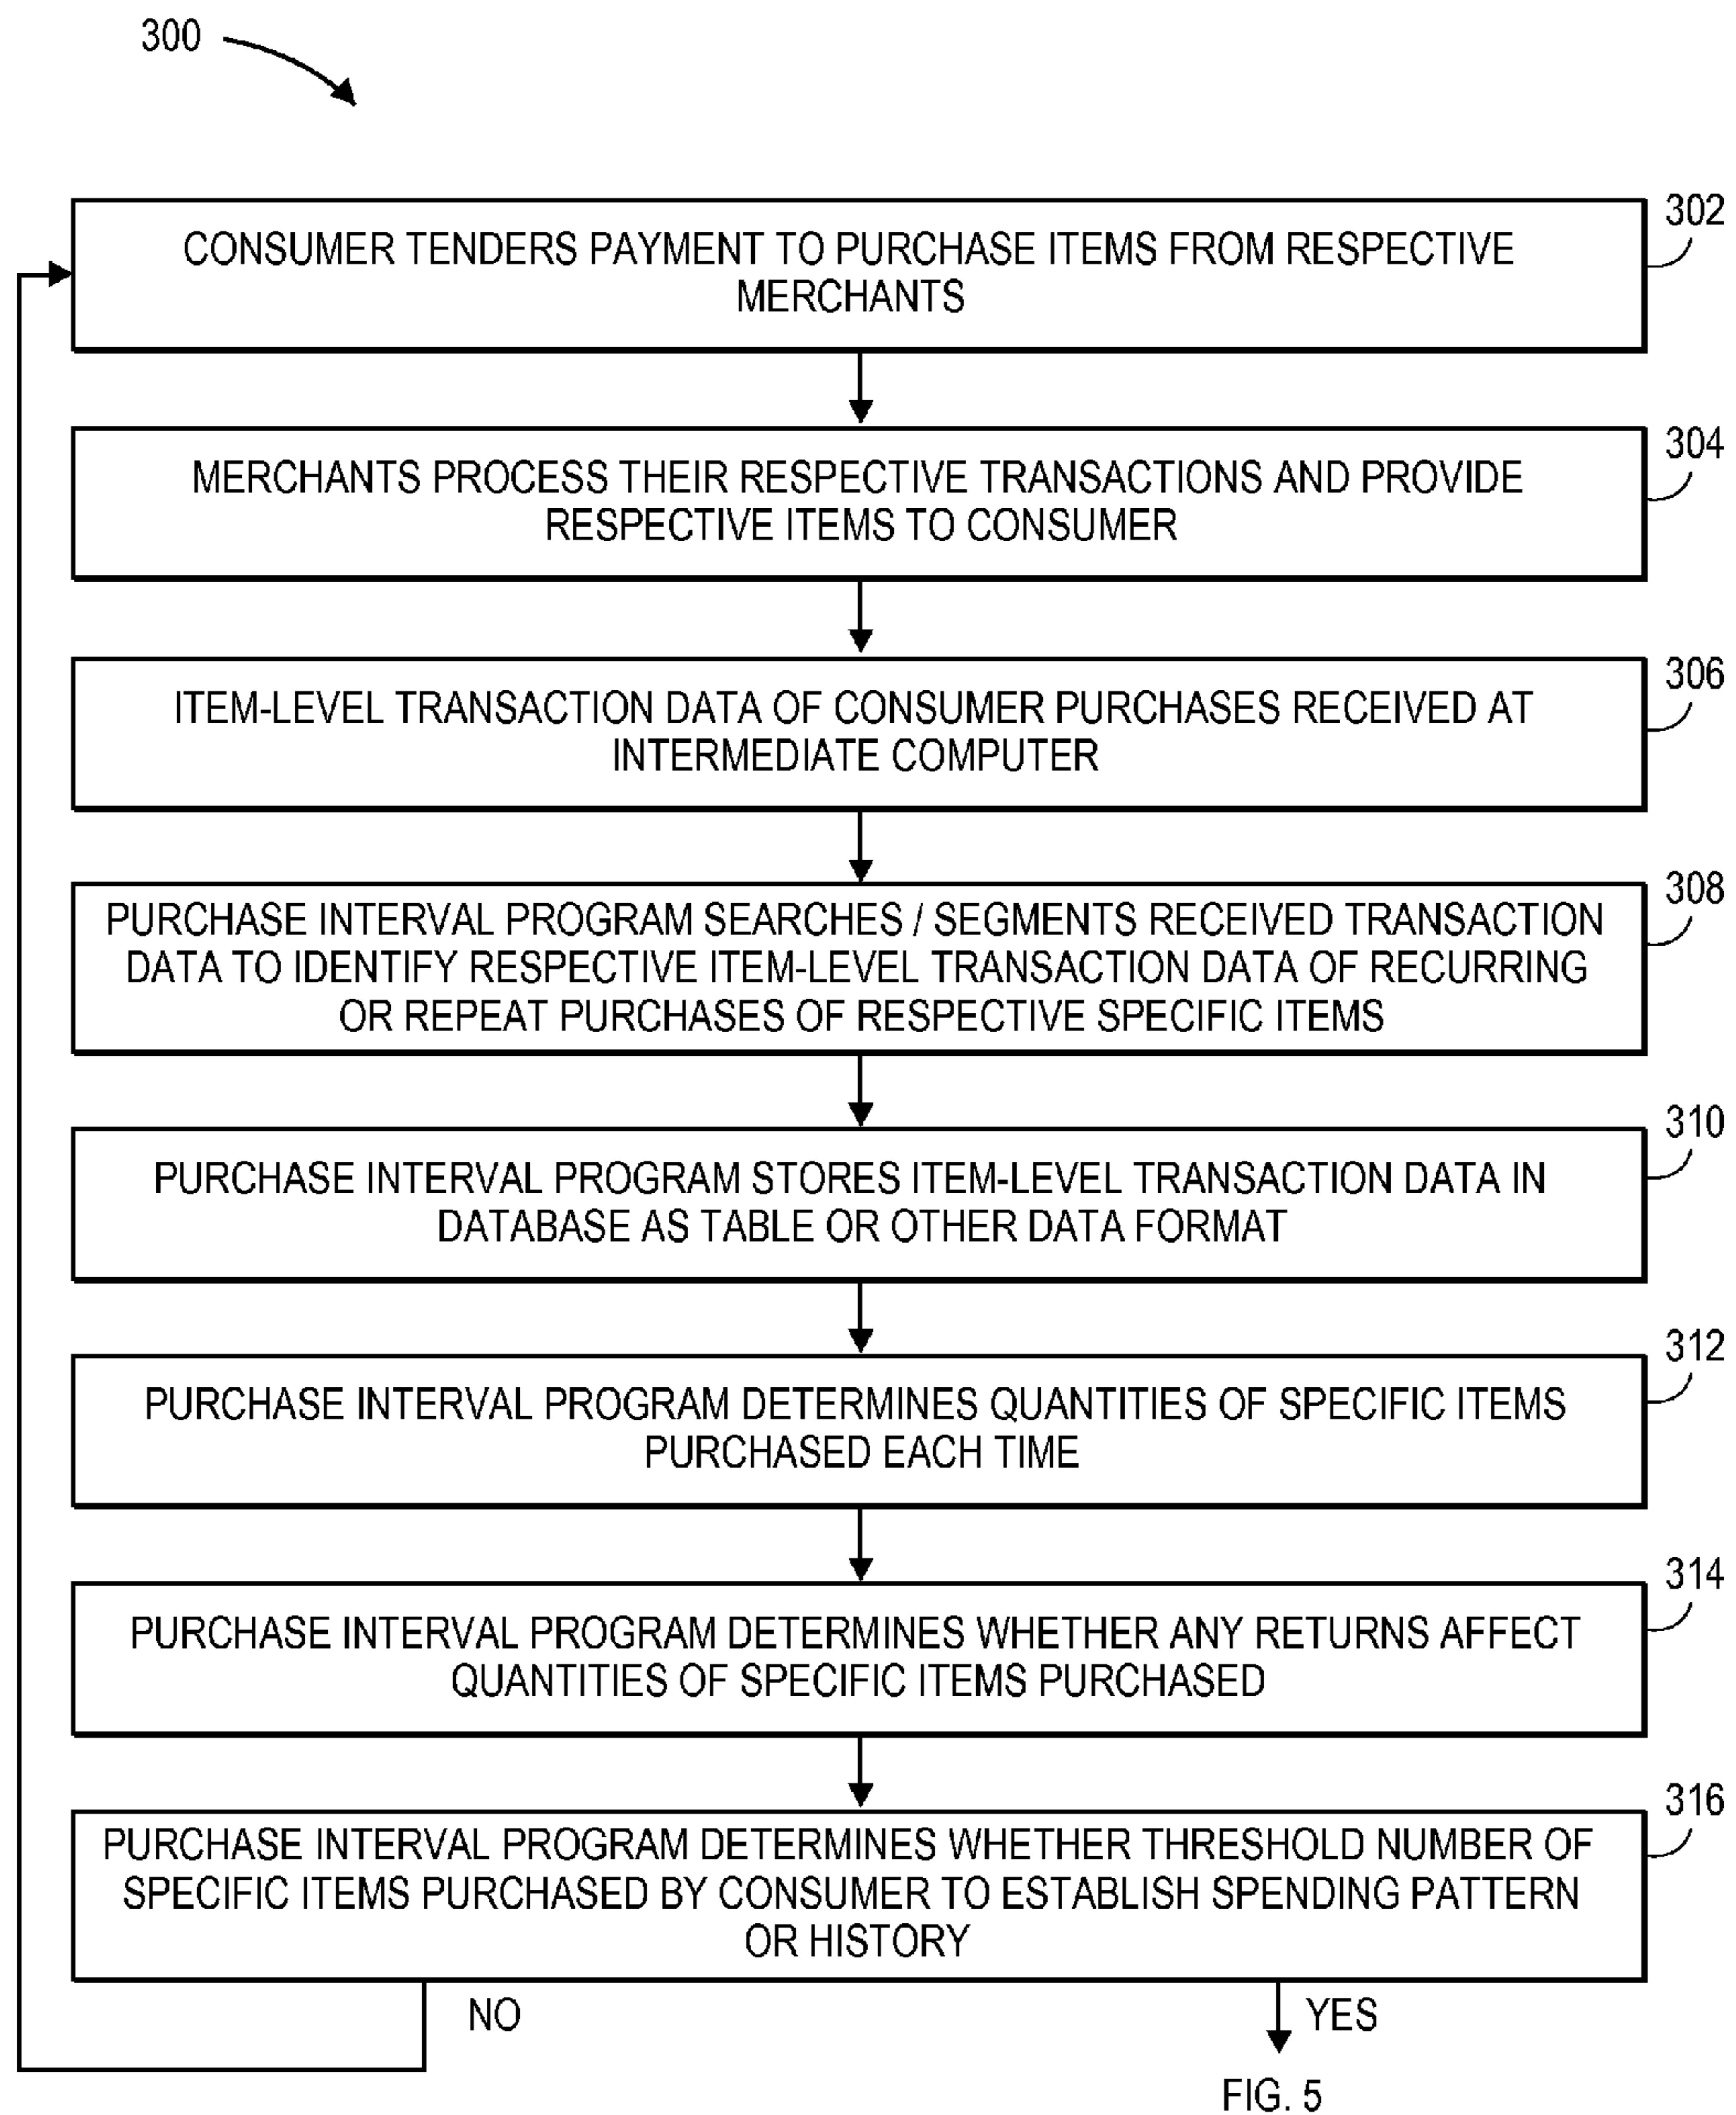 300
302
CONSUMER TENDERS PAYMENT TO PURCHASE ITEMS FROM RESPECTIVE
MERCHANTS
304
MERCHANTS PROCESS THEIR RESPECTIVE TRANSACTIONS AND PROVIDE
RESPECTIVE ITEMS TO CONSUMER
306
ITEM-LEVEL TRANSACTION DATA OF CONSUMER PURCHASES RECEIVED AT
INTERMEDIATE COMPUTER
308
PURCHASE INTERVAL PROGRAM SEARCHES / SEGMENTS RECEIVED TRANSACTION
DATA TO IDENTIFY RESPECTIVE ITEM-LEVEL TRANSACTION DATA OF RECURRING
OR REPEAT PURCHASES OF RESPECTIVE SPECIFIC ITEMS
310
PURCHASE INTERVAL PROGRAM STORES ITEM-LEVEL TRANSACTION DATA IN
DATABASE AS TABLE OR OTHER DATA FORMAT
312
PURCHASE INTERVAL PROGRAM DETERMINES QUANTITIES OF SPECIFIC ITEMS
PURCHASED EACH TIME
314
PURCHASE INTERVAL PROGRAM DETERMINES WHETHER ANY RETURNS AFFECT
QUANTITIES OF SPECIFIC ITEMS PURCHASED
316
PURCHASE INTERVAL PROGRAM DETERMINES WHETHER THRESHOLD NUMBER OF
SPECIFIC ITEMS PURCHASED BY CONSUMER TO ESTABLISH SPENDING PATTERN
OR HISTORY
NO
YES
FIG. 5